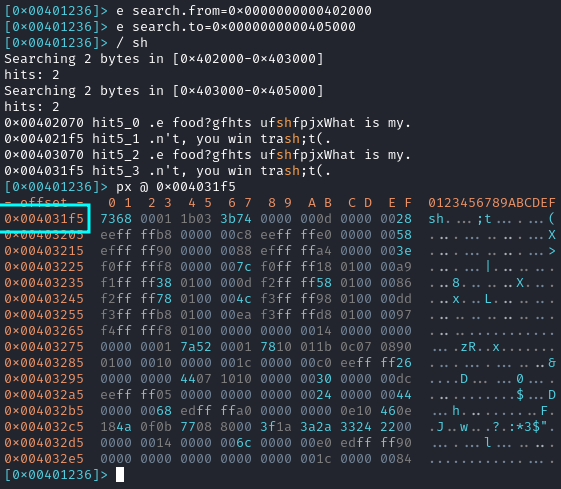 [0×00401236]> e search.from=0×0000000000402000
[0×00401236]> e search.to=0×0000000000405000
[0×00401236]> / sh
Searching 2 bytes in [0×402000-0×403000]
hits: 2
Searching 2 bytes in [0×403000-0×405000]
hits: 2
0×00402070 hit5_0 .e food?gfhts ufshfpjxWhat is my.
0×004021f5 hit5_1 .n't, you win trash;t(.
0×00403070 hit5_2 .e food?gfhts ufshfpjxWhat is my.
0×004031f5 hit5_3 .n't, you win trash;t(.
[0×00401236]> px @ 0×004031f5
- offset -   0 1  2 3  4 5  6 7  8 9  A B  C D  E F  0123456789ABCDEF
0×004031f5  7368 0001 1b03 3b74 0000 000d 0000 0028  sh....;t.......(
0×00403205  eeff ffb8 0000 00c8 eeff ffe0 0000 0058  ...............X
0×00403215  eeff ff90 0000 0088 efff ffa4 0000 003e  ...............>
0×00403225  f0ff fff8 0000 007c f0ff ff18 0100 00a9  .......|........
0×00403235  f1ff ff38 0100 000d f2ff ff58 0100 0086  ...8.......X....
0×00403245  f2ff ff78 0100 004c f3ff ff98 0100 00dd  ...x...L........
0×00403255  f3ff ffb8 0100 00ea f3ff ffd8 0100 0097  ................
0×00403265  f4ff fff8 0100 0000 0000 0014 0000 0000  ................
0×00403275  0000 0001 7a52 0001 7810 011b 0c07 0890  ....zR..x.......
0×00403285  0100 0010 0000 001c 0000 00c0 eeff ff26  ...............&
0×00403295  0000 0000 4407 1010 0000 0030 0000 00dc  ....D......0....
0×004032a5  eeff ff05 0000 0000 0000 0024 0000 0044  ...........$...D
0×004032b5  0000 0068 edff ffa0 0000 0000 0e10 460e  ...h..........F.
0×004032c5  184a 0f0b 7708 8000 3f1a 3a2a 3324 2200  .J..w...?.:*3$".
0×004032d5  0000 0014 0000 006c 0000 00e0 edff ff90  .......l........
0×004032e5  0000 0000 0000 0000 0000 001c 0000 0084  ................
[0×00401236]>